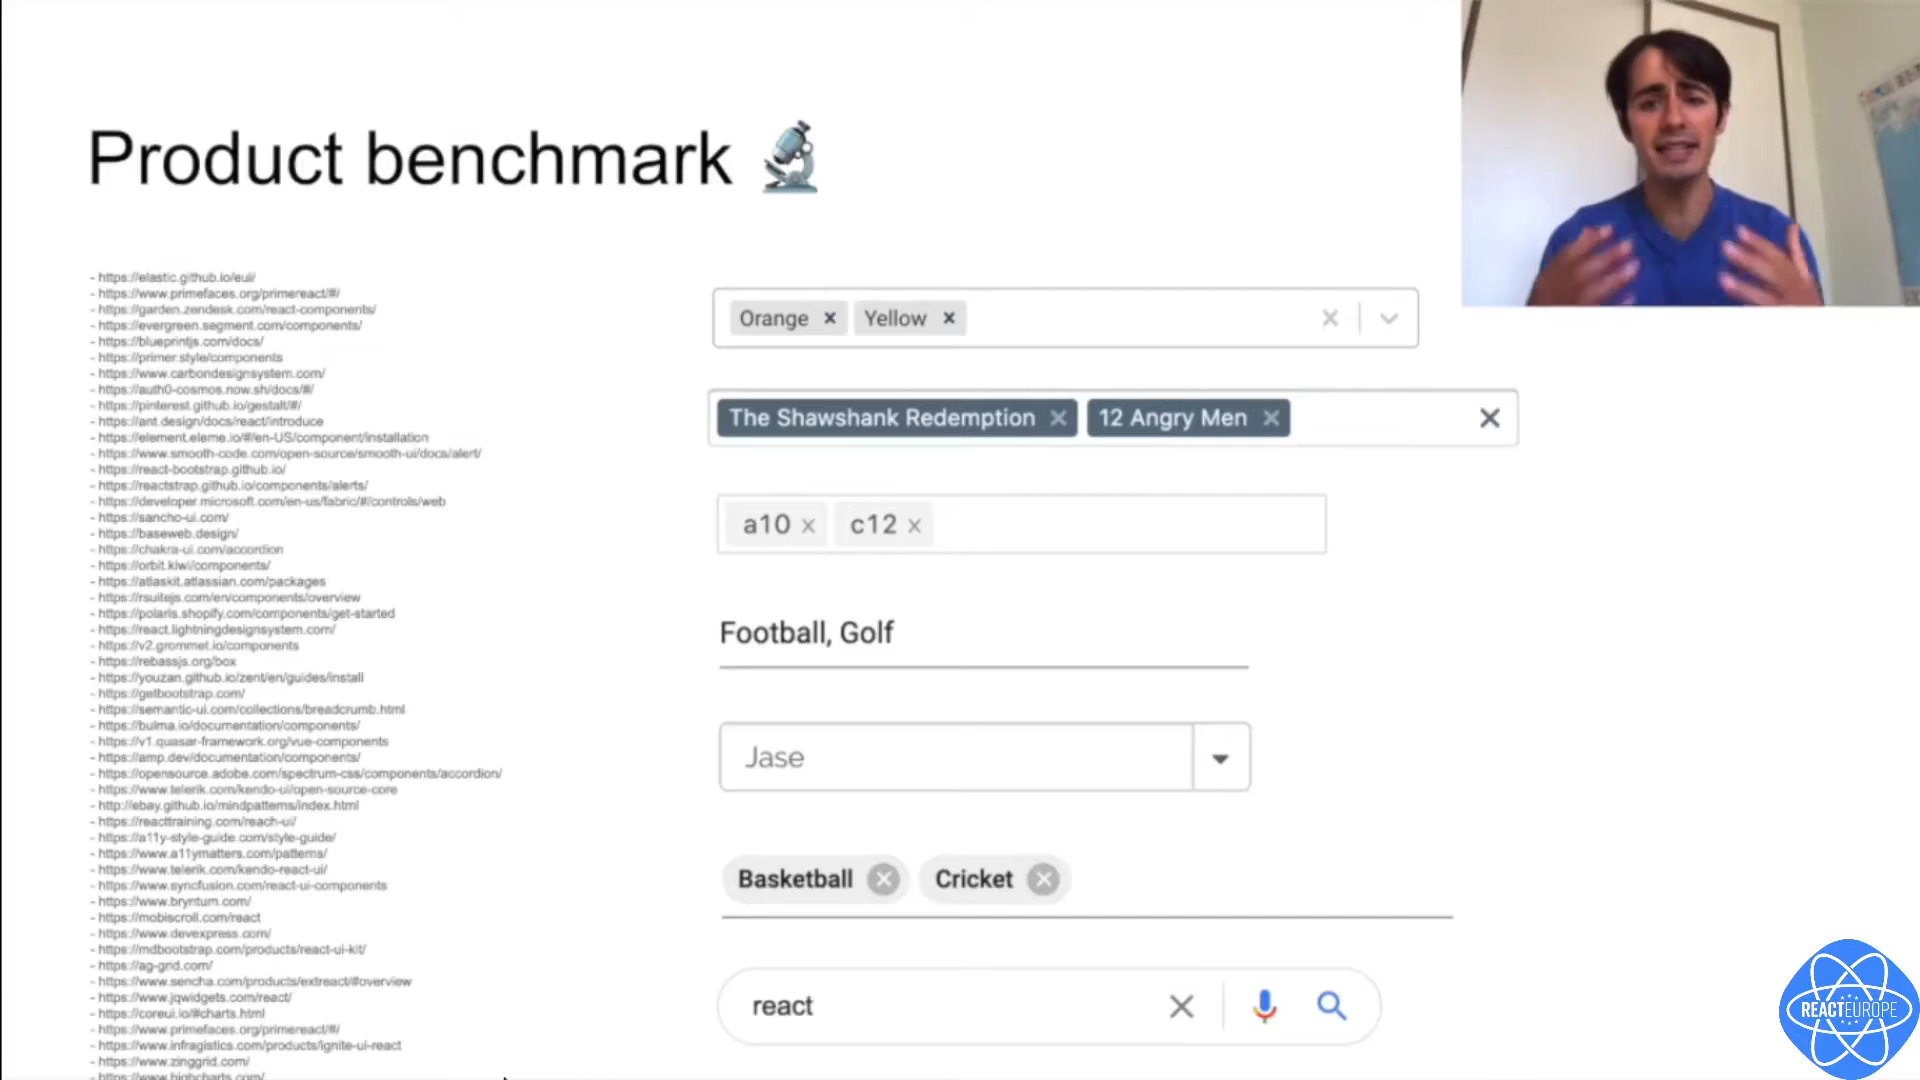 Product benchmark
- https://elastic.github.io/eui/
- https://www.primefaces.org/primereact/#/
- https://garden.zendesk.com/react-components/
- https://evergreen.segment.com/components/
- https://blueprintjs.com/docs/
- https://primer.style/components
- https://www.carbondesignsystem.com/
- https://auth0-cosmos.now.sh/docs/#/
- https://pinterest.github.io/gestalt/#/
- https://ant.design/docs/react/introduce
- https://element.eleme.io/#/en-US/component/installation
- https://www.smooth-code.com/open-source/smooth-ui/docs/alert/
- https://react-bootstrap.github.io/
- https://reactstrap.github.io/components/alerts/
- https://developer.microsoft.com/en-us/fabric/#/controls/web
- https://sancho-ui.com/
- https://baseweb.design/
- https://chakra-ui.com/accordion
- https://orbit.kiwi/components/
- https://atlaskit.atlassian.com/packages
- https://rsuitejs.com/en/components/overview
- https://polaris.shopify.com/components/get-started
- https://react.lightningdesignsystem.com/
- https://v2.grommet.io/components
- https://rebassjs.org/box
- https://youzan.github.io/zent/en/guides/install
- https://getbootstrap.com/
- https://semantic-ui.com/collections/breadcrumb.html
- https://bulma.io/documentation/components/
- https://v1.quasar-framework.org/vue-components
- https://amp.dev/documentation/components/
- https://opensource.adobe.com/spectrum-css/components/accordion/
- https://www.telerik.com/kendo-ui/open-source-core
- http://ebay.github.io/mindpatterns/index.html
- https://reacttraining.com/reach-ui/
- https://a11y-style-guide.com/style-guide/
- https://www.a11ymatters.com/patterns/
- https://www.telerik.com/kendo-react-ui/
- https://www.syncfusion.com/react-ui-components
- https://www.bryntum.com/
- https://mobiscroll.com/react
- https://www.devexpress.com/
- https://mdbootstrap.com/products/react-ui-kit/
- https://ag-grid.com/
- https://www.sencha.com/products/extreact/#overview
- https://www.jqwidgets.com/react/
- https://coreui.io/#charts.html
- https://www.primefaces.org/primereact/#/
- https://www.infragistics.com/products/ignite-ui-react
- https://www.zinggrid.com/
- https://www.highcharts.com/
Orange Yellow
The Shawshank Redemption 12 Angry Men
a10 c12
Football, Golf
Jase
Basketball Cricket
react
REACTEUROPE